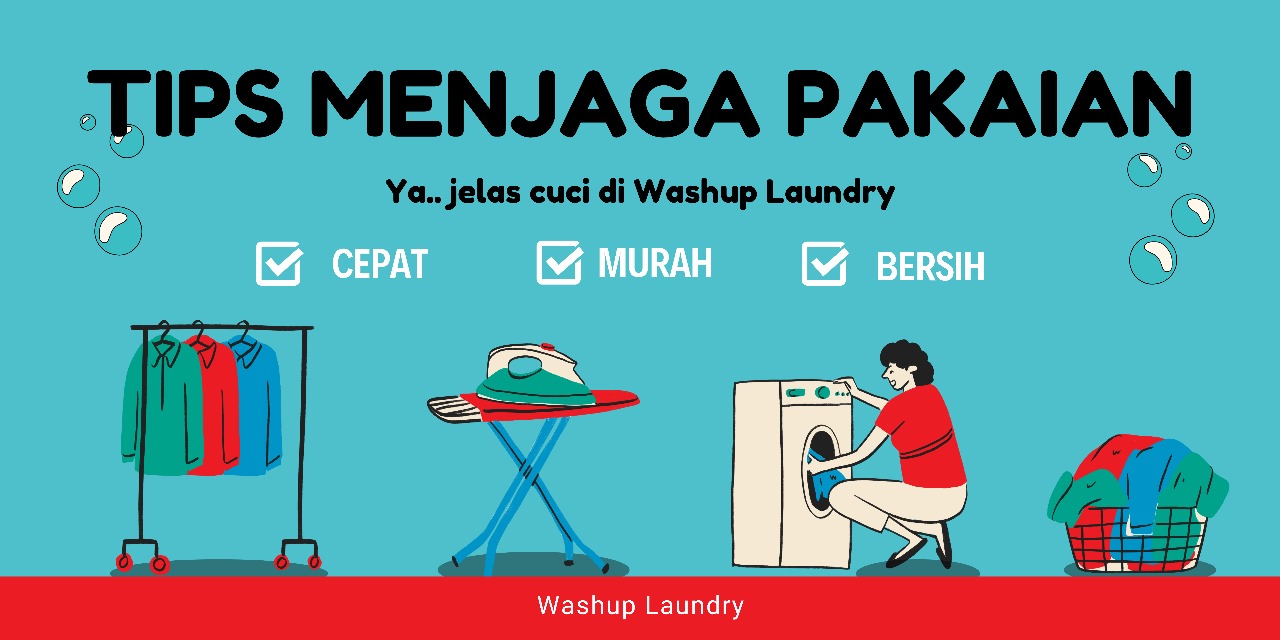 TIPS MENJAGA PAKAIAN
Ya.. jelas cuci di Washup Laundry
CEPAT MURAH BERSIH
Washup Laundry